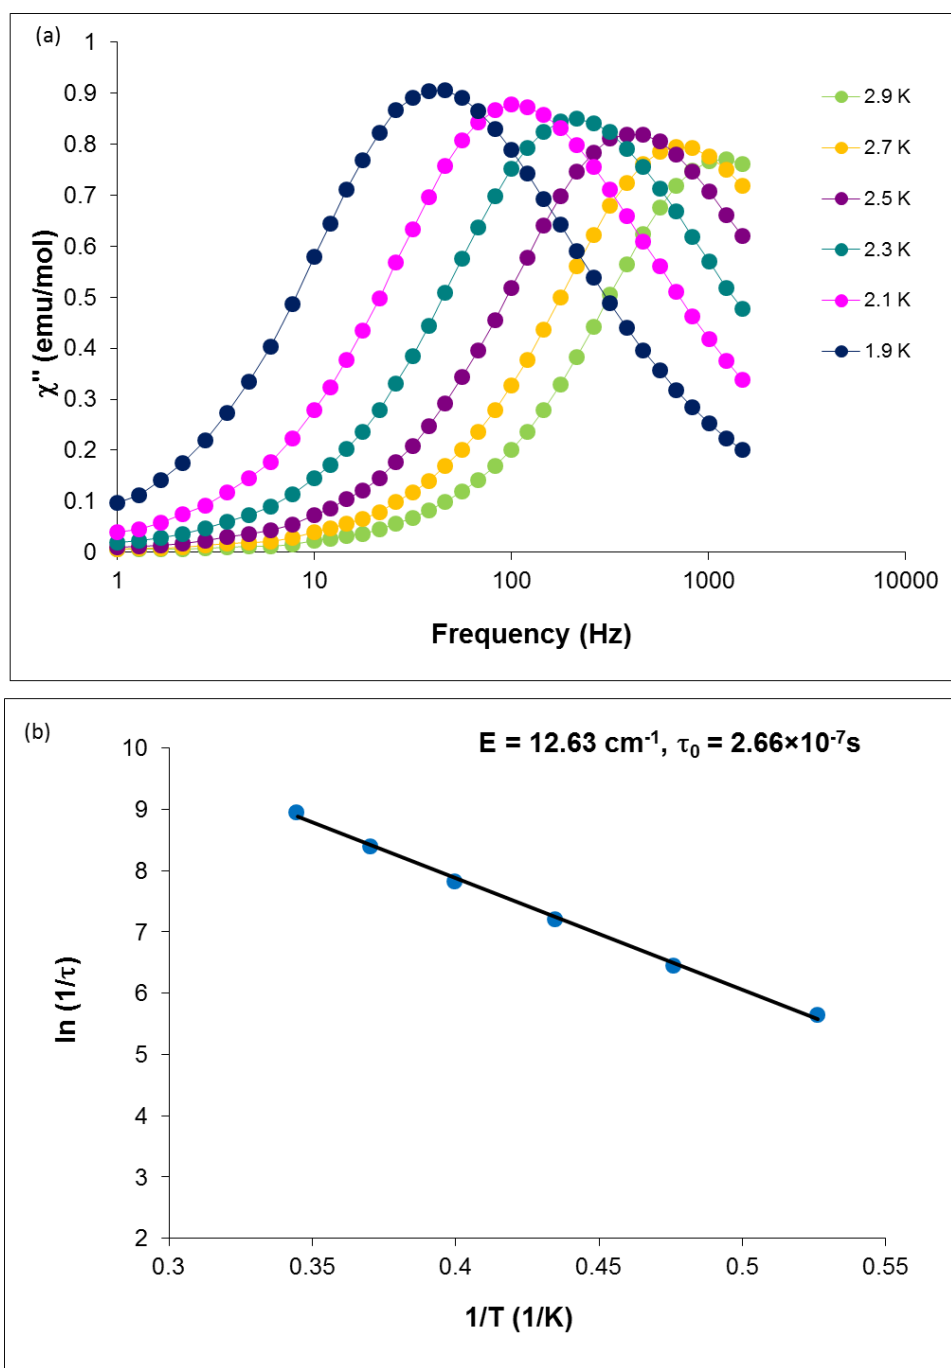 (a)
1
0.9
0.8
0.7
0.6
0.5
0.4
0.3
0.2
0.1
0
χ'' (emu/mol)
1 10 100 1000 10000
Frequency (Hz)
2.9 K
2.7 K
2.5 K
2.3 K
2.1 K
1.9 K
(b)
E = 12.63 cm⁻¹, τ₀ = 2.66×10⁻⁷s
10
9
8
7
6
5
4
3
2
ln (1/τ)
0.3 0.35 0.4 0.45 0.5 0.55
1/T (1/K)